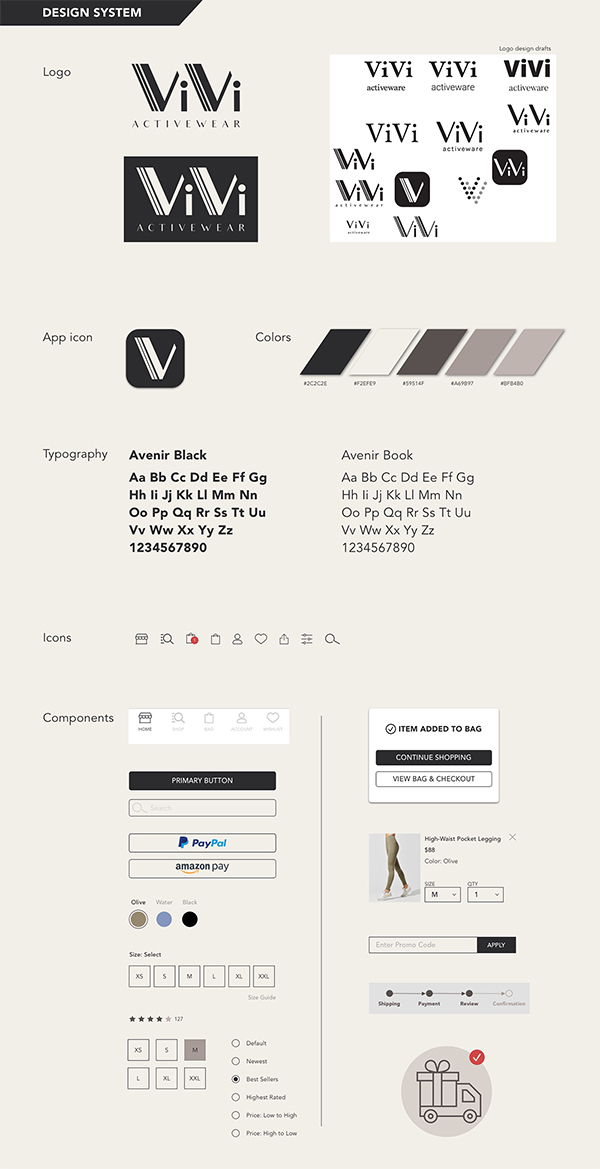 DESIGN SYSTEM
Logo
ViVi
ACTIVEWEAR
ViVi
ACTIVEWEAR
Logo design drafts
ViVi
activeware
ViVi
activeware
ViVi
activeware
ViVi
activeware
ViVi
ViVi
activeware
ViVi
ViVi
ViVi
activewear
V
ViVi
activeware
ViVi
App icon
V
Colors
#2C2C2E
#F2EFE9
#59514F
#A69B97
#BFB4B0
Typography
Avenir Black
Aa Bb Cc Dd Ee Ff Gg
Hh Ii Jj Kk Ll Mm Nn
Oo Pp Qq Rr Ss Tt Uu
Vv Ww Xx Yy Zz
1234567890
Avenir Book
Aa Bb Cc Dd Ee Ff Gg
Hh Ii Jj Kk Ll Mm Nn
Oo Pp Qq Rr Ss Tt Uu
Vv Ww Xx Yy Zz
1234567890
Icons
Components
HOME
SHOP
BAG
ACCOUNT
WISHLIST
PRIMARY BUTTON
Search
PayPal
amazon pay
Olive Water Black
Size: Select
XS S M L XL XXL
Size Guide
127
XS S M
L XL XXL
Default
Newest
Best Sellers
Highest Rated
Price: Low to High
Price: High to Low
ITEM ADDED TO BAG
CONTINUE SHOPPING
VIEW BAG & CHECKOUT
High-Waist Pocket Legging
$88
Color: Olive
SIZE QTY
M 1
Enter Promo Code APPLY
Shipping Payment Review Confirmation